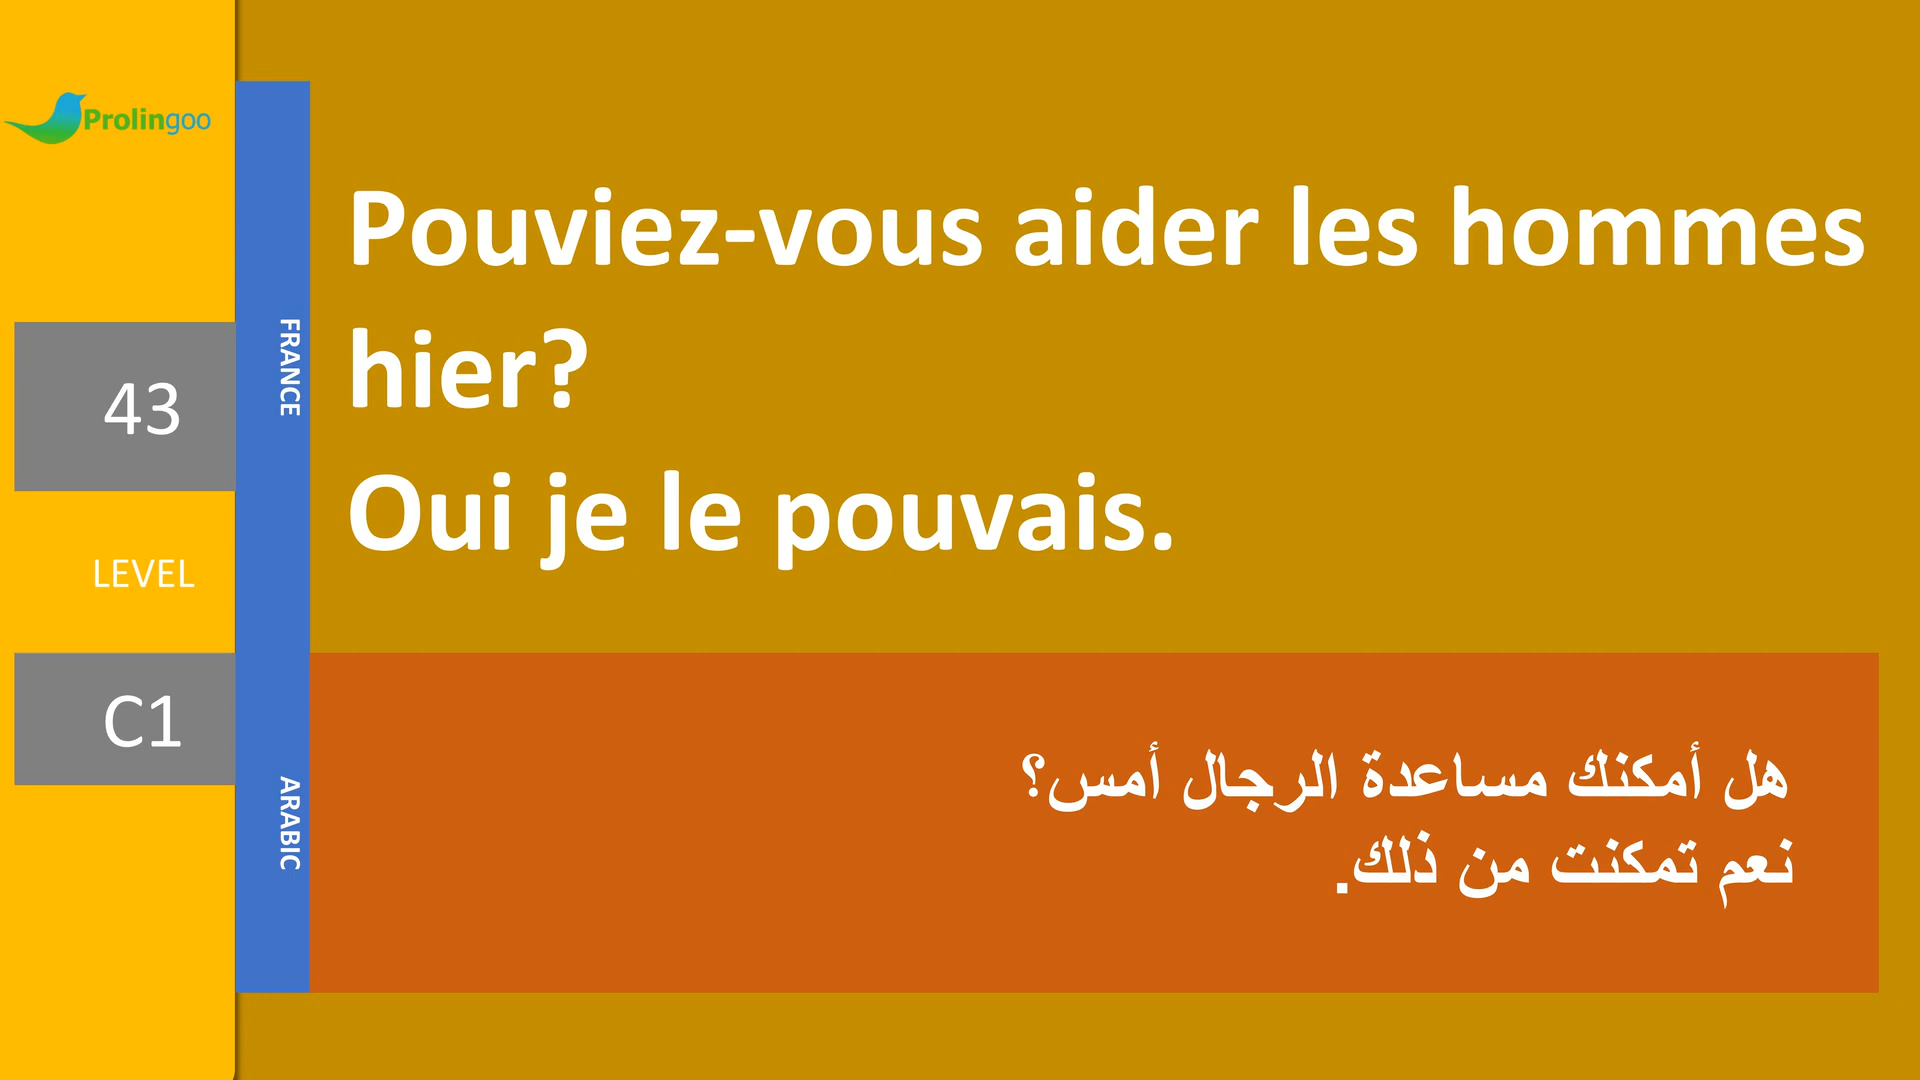 Prolingoo
43
LEVEL
C1
FRANCE
ARABIC
Pouviez-vous aider les hommes
hier?
Oui je le pouvais.
هل أمكنك مساعدة الرجال أمس؟
نعم تمكنت من ذلك.